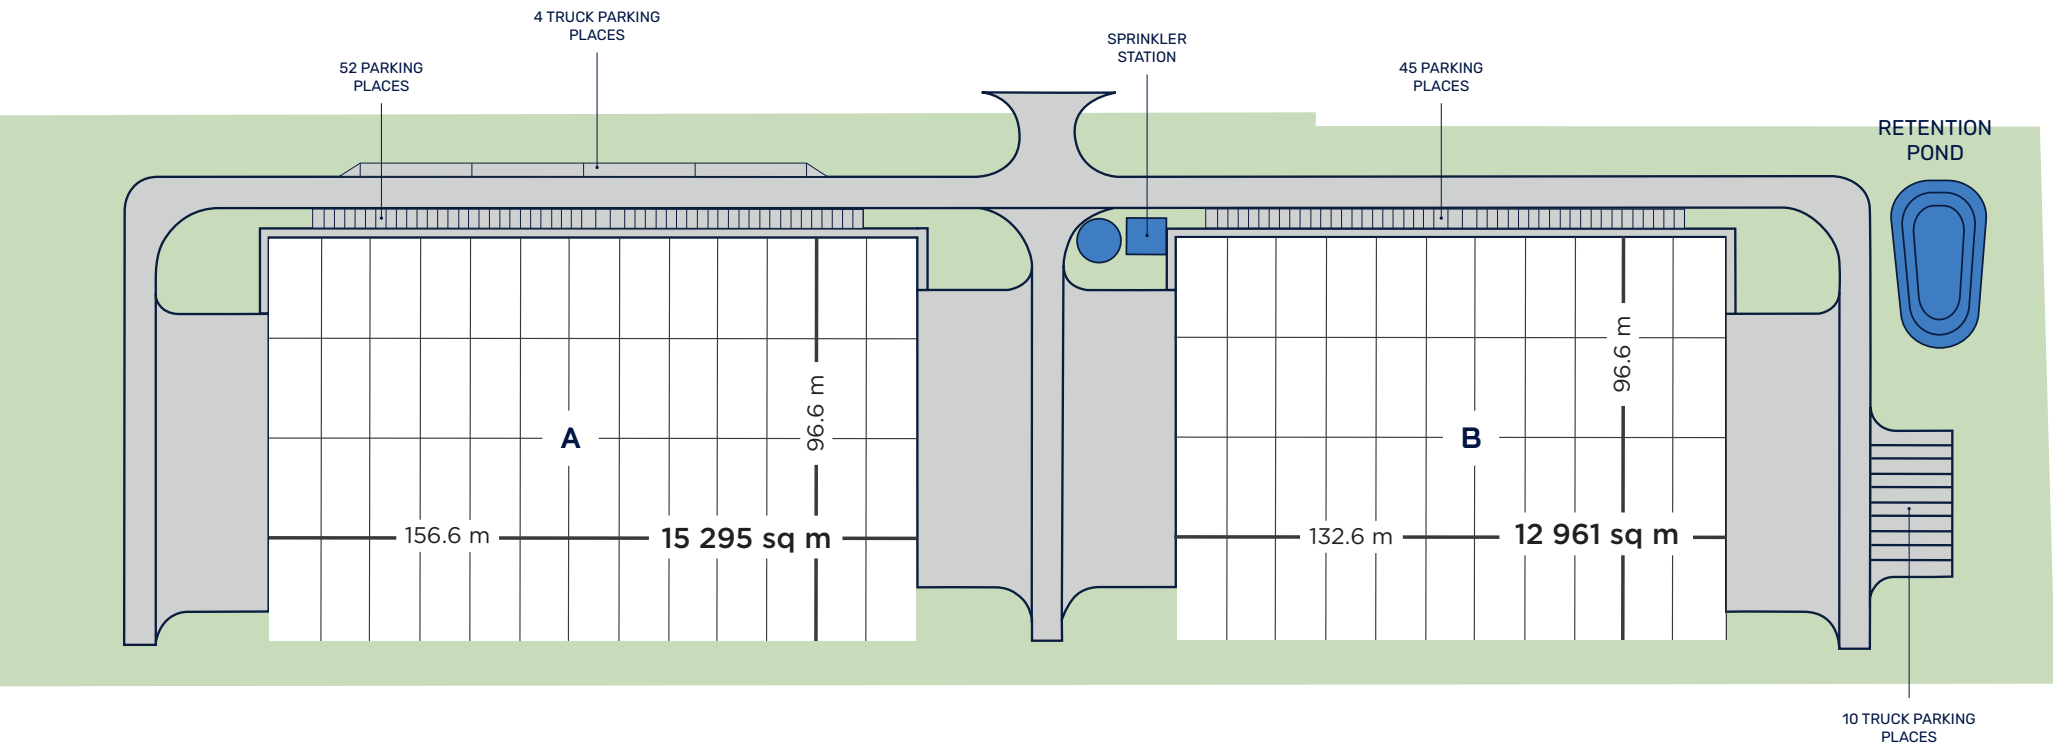 4 TRUCK PARKING
PLACES
SPRINKLER
STATION
52 PARKING
PLACES
45 PARKING
PLACES
RETENTION
POND
96.6 m
96.6 m
A
B
156.6 m
15 295 sq m
132.6 m
12 961 sq m
10 TRUCK PARKING
PLACES